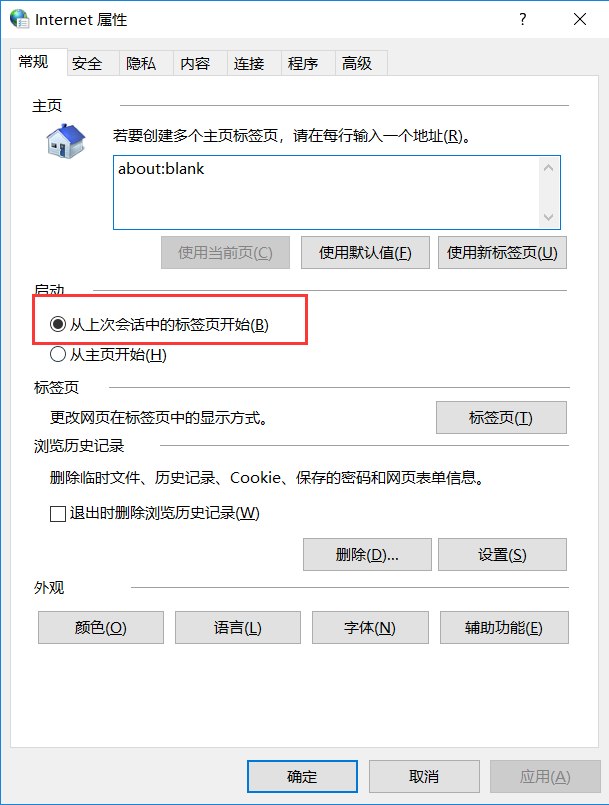 Internet 属性
?
常规 安全 隐私 内容 连接 程序 高级
主页
若要创建多个主页标签页，请在每行输入一个地址(R)。
about:blank
使用当前页(C) 使用默认值(F) 使用新标签页(U)
启动
从上次会话中的标签页开始(B)
从主页开始(H)
标签页
更改网页在标签页中的显示方式。 标签页(T)
浏览历史记录
删除临时文件、历史记录、Cookie、保存的密码和网页表单信息。
退出时删除浏览历史记录(W)
删除(D)... 设置(S)
外观
颜色(O) 语言(L) 字体(N) 辅助功能(E)
确定 取消 应用(A)